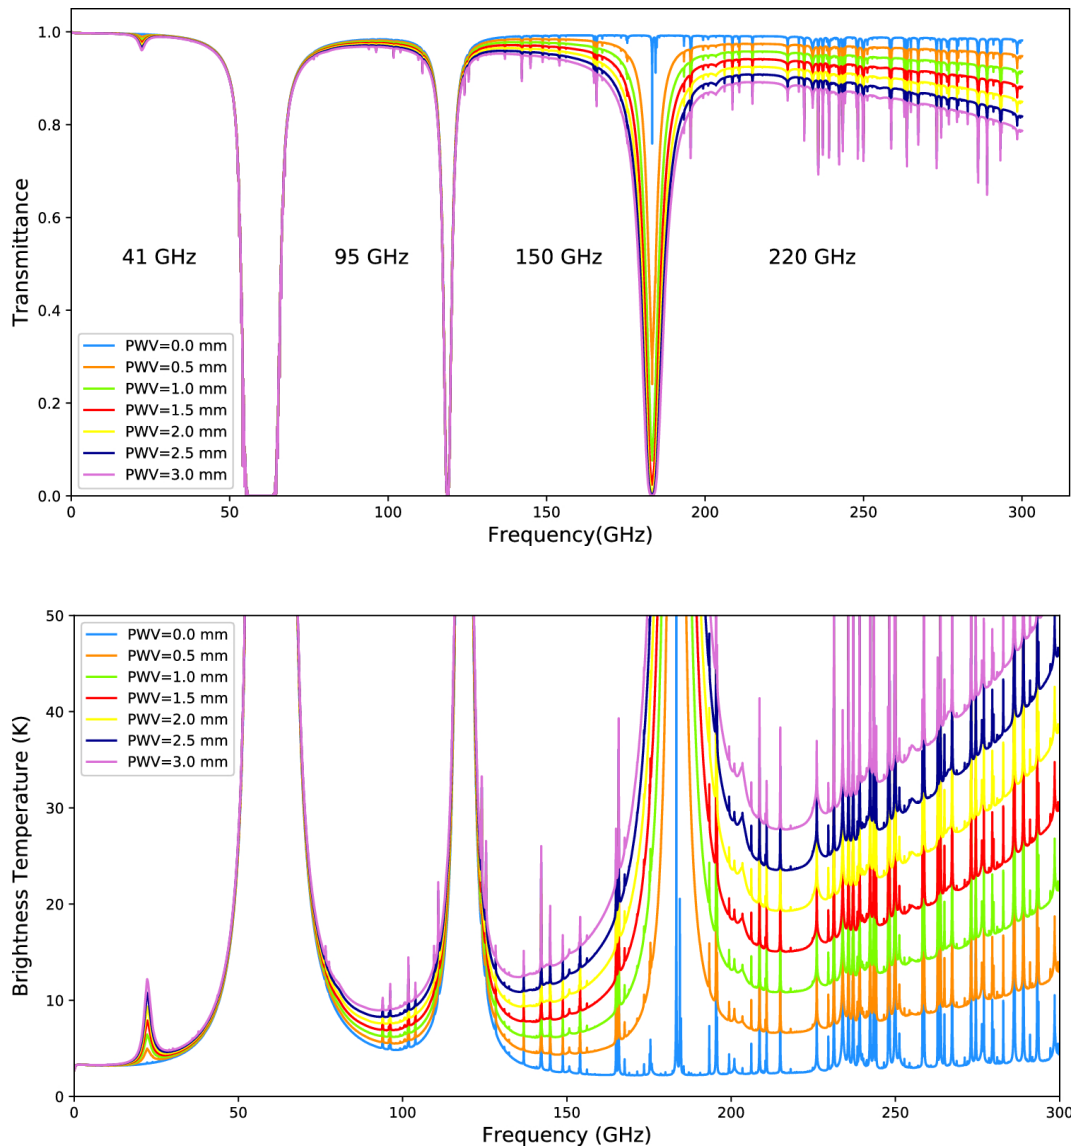 1.0
0.8
0.6
0.4
0.2
0.0
Transmittance
41 GHz 95 GHz 150 GHz 220 GHz
PWV=0.0 mm
PWV=0.5 mm
PWV=1.0 mm
PWV=1.5 mm
PWV=2.0 mm
PWV=2.5 mm
PWV=3.0 mm
0 50 100 150 200 250 300
Frequency(GHz)
50
40
30
20
10
0
Brightness Temperature (K)
PWV=0.0 mm
PWV=0.5 mm
PWV=1.0 mm
PWV=1.5 mm
PWV=2.0 mm
PWV=2.5 mm
PWV=3.0 mm
0 50 100 150 200 250 300
Frequency (GHz)